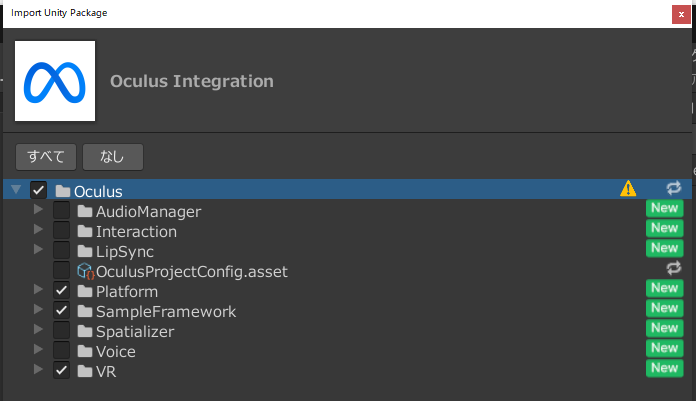 Import Unity Package
x
Oculus Integration
すべて なし
Oculus
AudioManager New
Interaction New
LipSync New
OculusProjectConfig.asset
Platform New
SampleFramework New
Spatializer New
Voice New
VR New